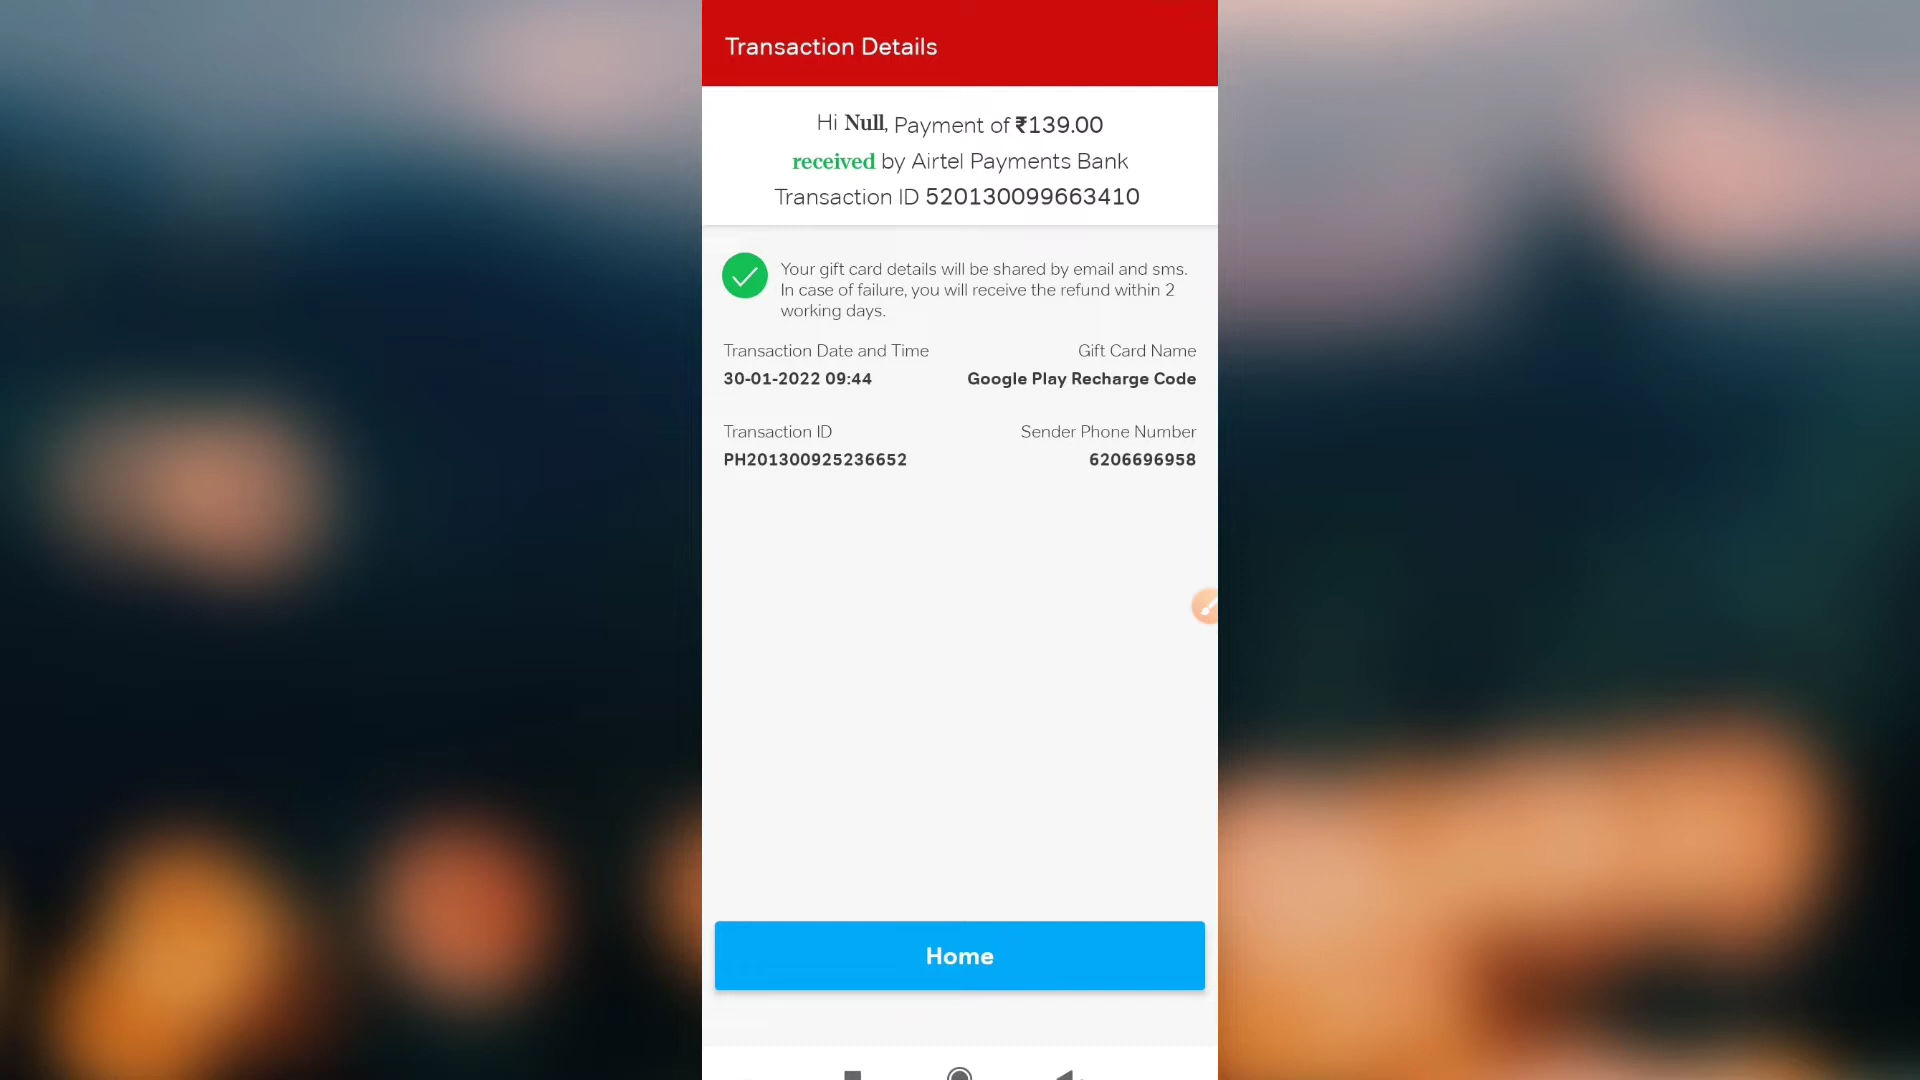 Transaction Details
Hi Null, Payment of ₹139.00
received by Airtel Payments Bank
Transaction ID 520130099663410
Your gift card details will be shared by email and sms.
In case of failure, you will receive the refund within 2
working days.
Transaction Date and Time
30-01-2022 09:44
Gift Card Name
Google Play Recharge Code
Transaction ID
PH201300925236652
Sender Phone Number
6206696958
Home